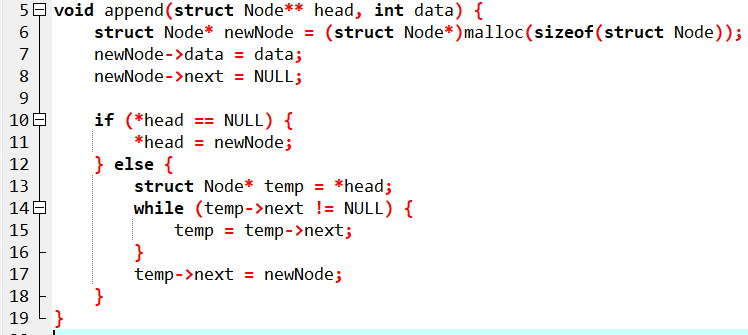 5 void append(struct Node** head, int data) {
6     struct Node* newNode = (struct Node*)malloc(sizeof(struct Node));
7     newNode->data = data;
8     newNode->next = NULL;
9
10     if (*head == NULL) {
11         *head = newNode;
12     } else {
13         struct Node* temp = *head;
14         while (temp->next != NULL) {
15             temp = temp->next;
16         }
17         temp->next = newNode;
18     }
19 }